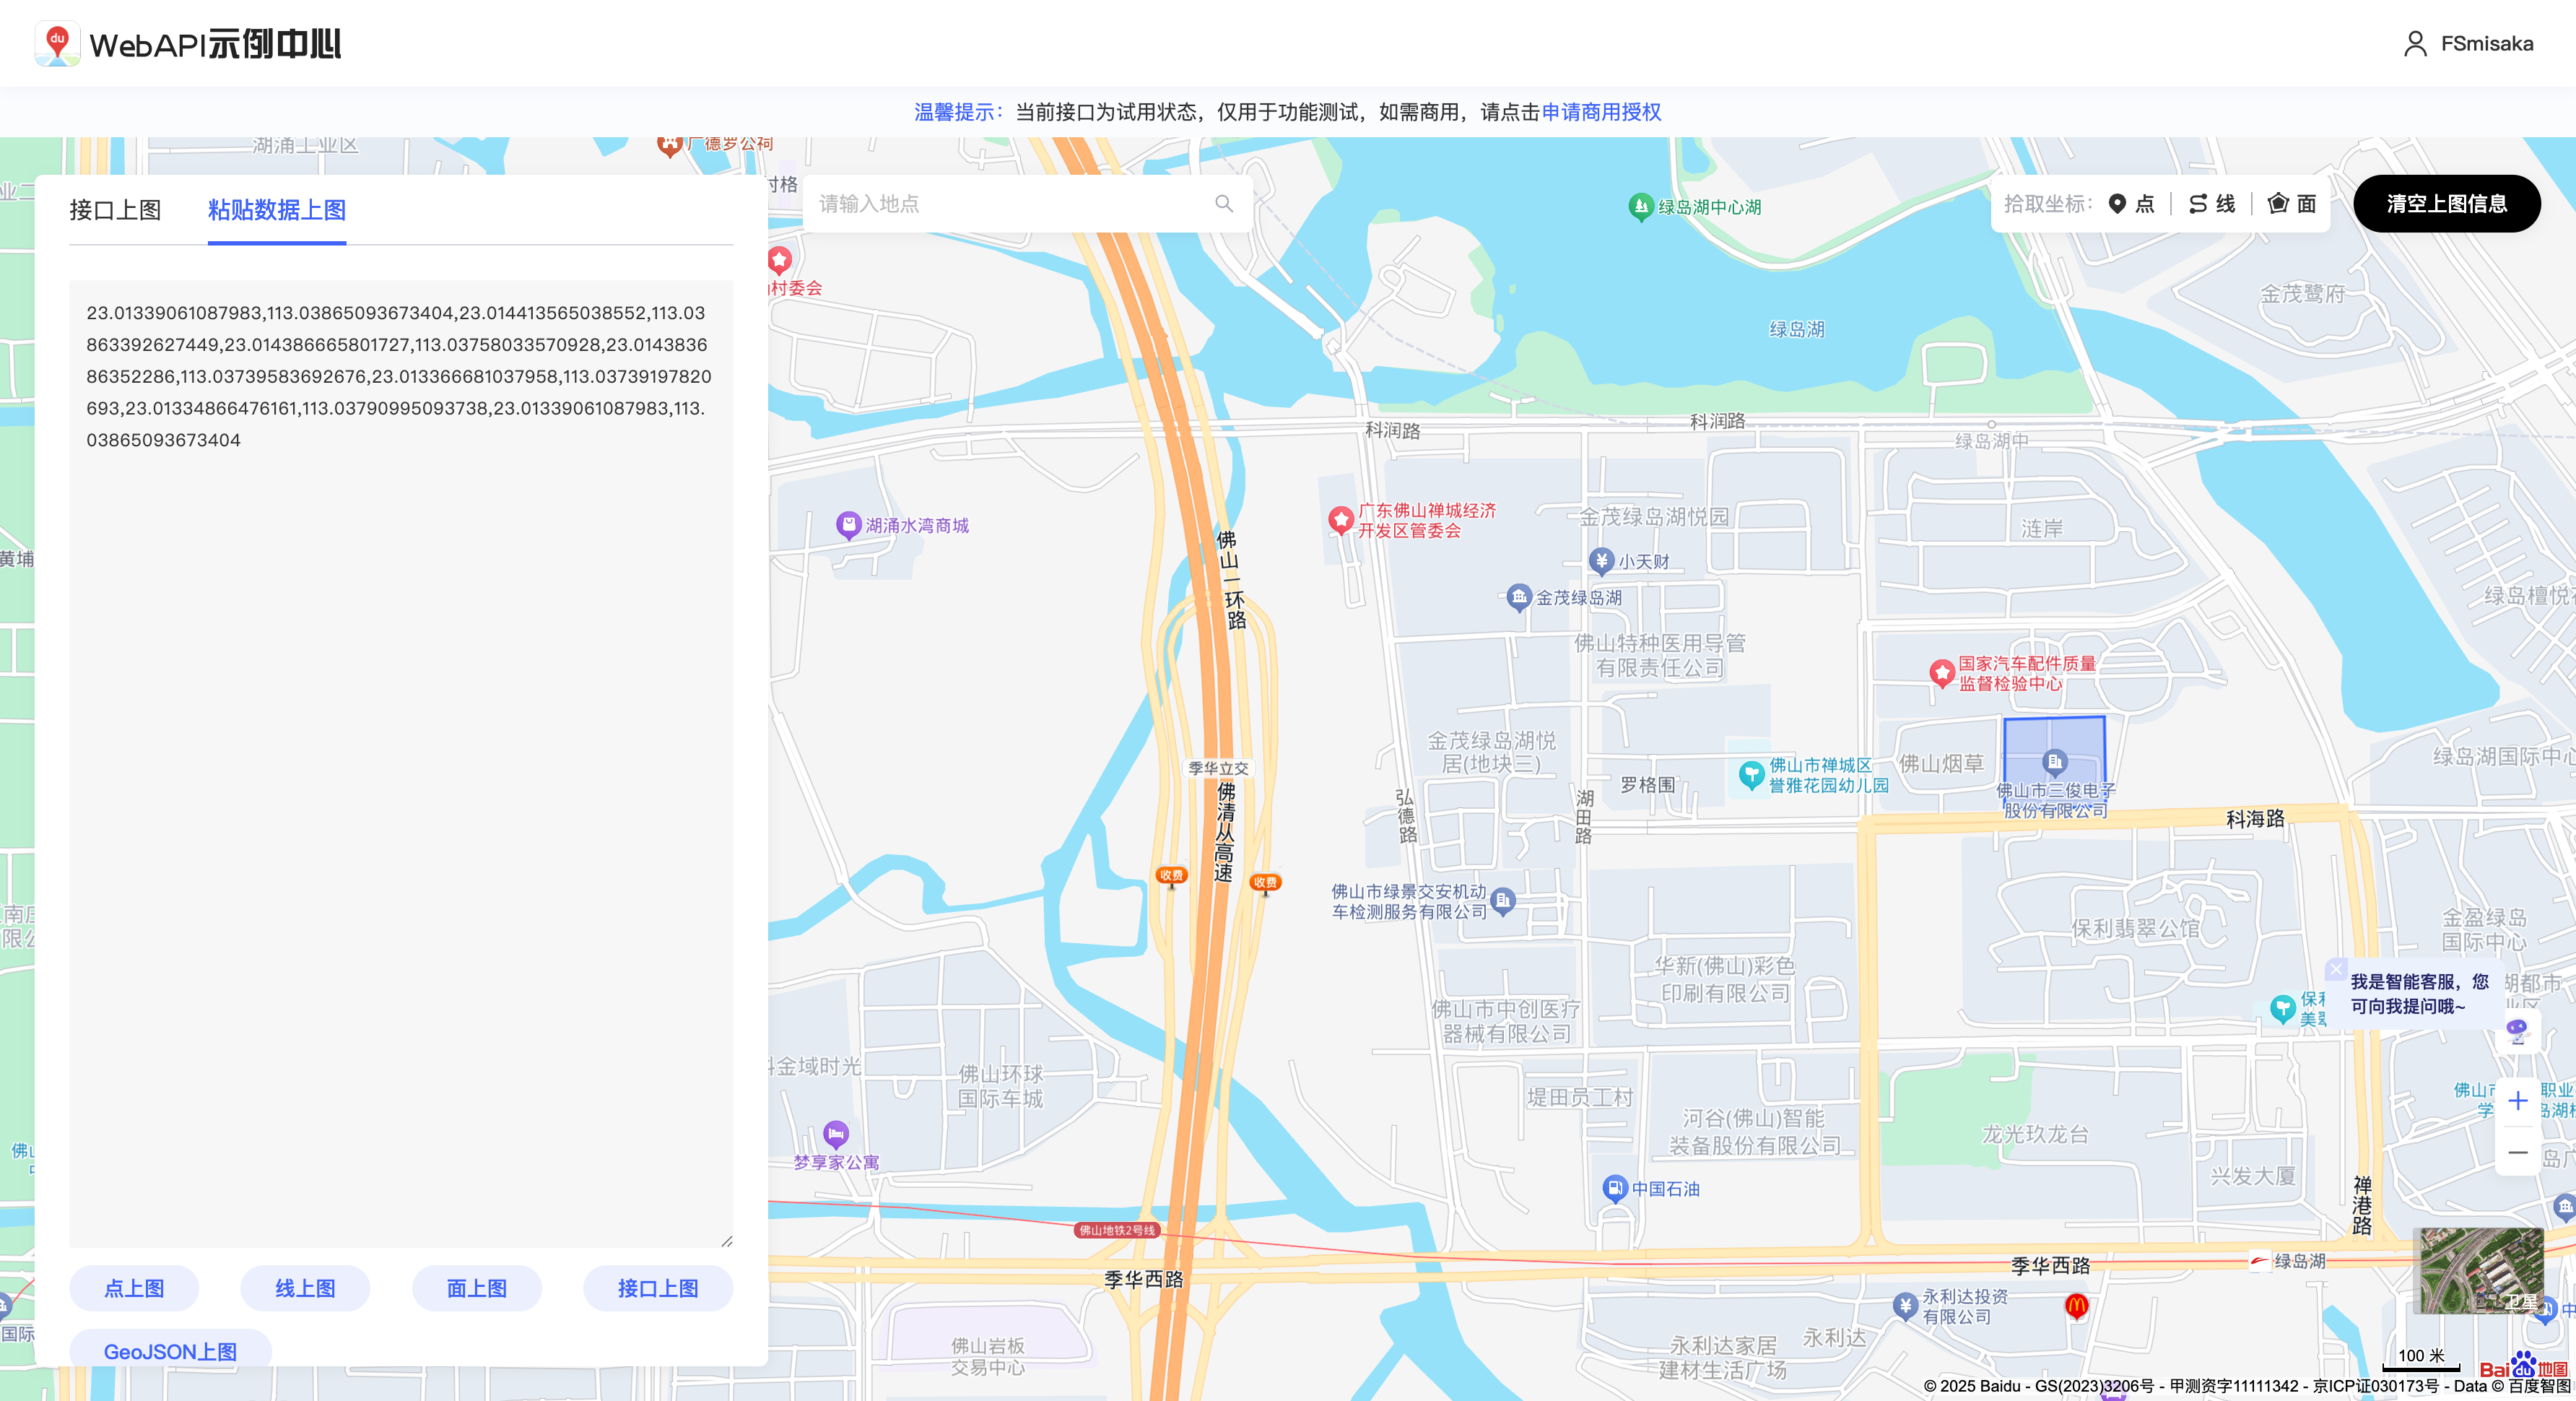 WebAPI示例中心
FSmisaka
温馨提示：当前接口为试用状态，仅用于功能测试，如需商用，请点击申请商用授权
接口上图
粘贴数据上图
23.01339061087983,113.03865093673404,23.014413565038552,113.03
863392627449,23.014386665801727,113.03758033570928,23.0143836
86352286,113.03739583692676,23.013366681037958,113.03739197820
693,23.01334866476161,113.03790995093738,23.01339061087983,113.
03865093673404
点上图
线上图
面上图
接口上图
GeoJSON上图
请输入地点
拾取坐标：
点
线
面
清空上图信息
湖涌工业区
村格
村委会
绿岛湖中心湖
绿岛湖
金茂鹭府
科润路
科润路
绿岛湖中
湖涌水湾商城
黄埔
佛山一环路
广东佛山禅城经济
开发区管委会
金茂绿岛湖悦园
涟岸
小天财
金茂绿岛湖
绿岛檀悦
佛山特种医用导管
有限责任公司
国家汽车配件质量
监督检验中心
金茂绿岛湖悦
居(地块三)
季华立交
罗格围
佛山市禅城区
誉雅花园幼儿园
佛山烟草
佛山市三俊电子
股份有限公司
绿岛湖国际中心
弘德路
湖田路
科海路
佛清从高速
收费
收费
佛山市绿景交安机动
车检测服务有限公司
保利翡翠公馆
金盈绿岛
国际中心
华新(佛山)彩色
印刷有限公司
佛山市中创医疗
器械有限公司
我是智能客服，您
可向我提问哦~
湖都市
金域时光
佛山环球
国际车城
堤田员工村
河谷(佛山)智能
装备股份有限公司
龙光玖龙台
兴发大厦
梦享家公寓
中国石油
禅港路
佛山地铁2号线
季华西路
季华西路
绿岛湖
永利达投资
有限公司
佛山岩板
交易中心
永利达家居
建材生活广场
永利达
卫星
100 米
Bai du 地图
© 2025 Baidu - GS(2023)3206号 - 甲测资字11111342 - 京ICP证030173号 - Data © 百度智图